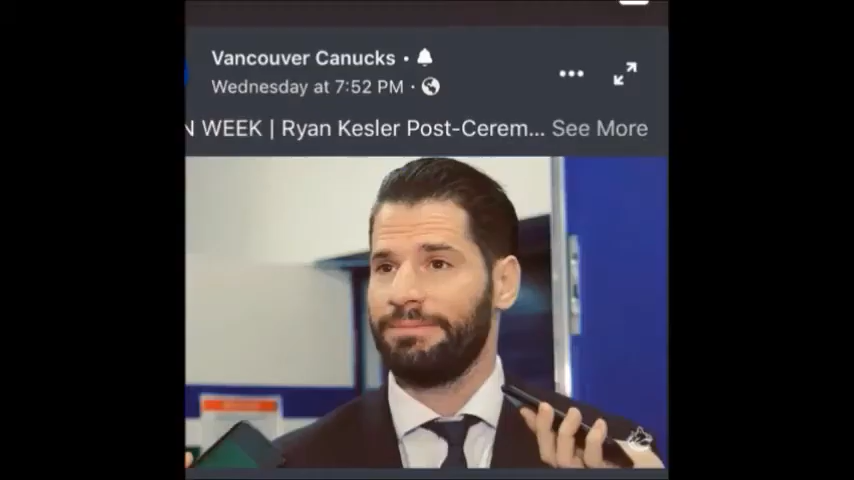 Vancouver Canucks •
Wednesday at 7:52 PM ·
N WEEK | Ryan Kesler Post-Cerem... See More